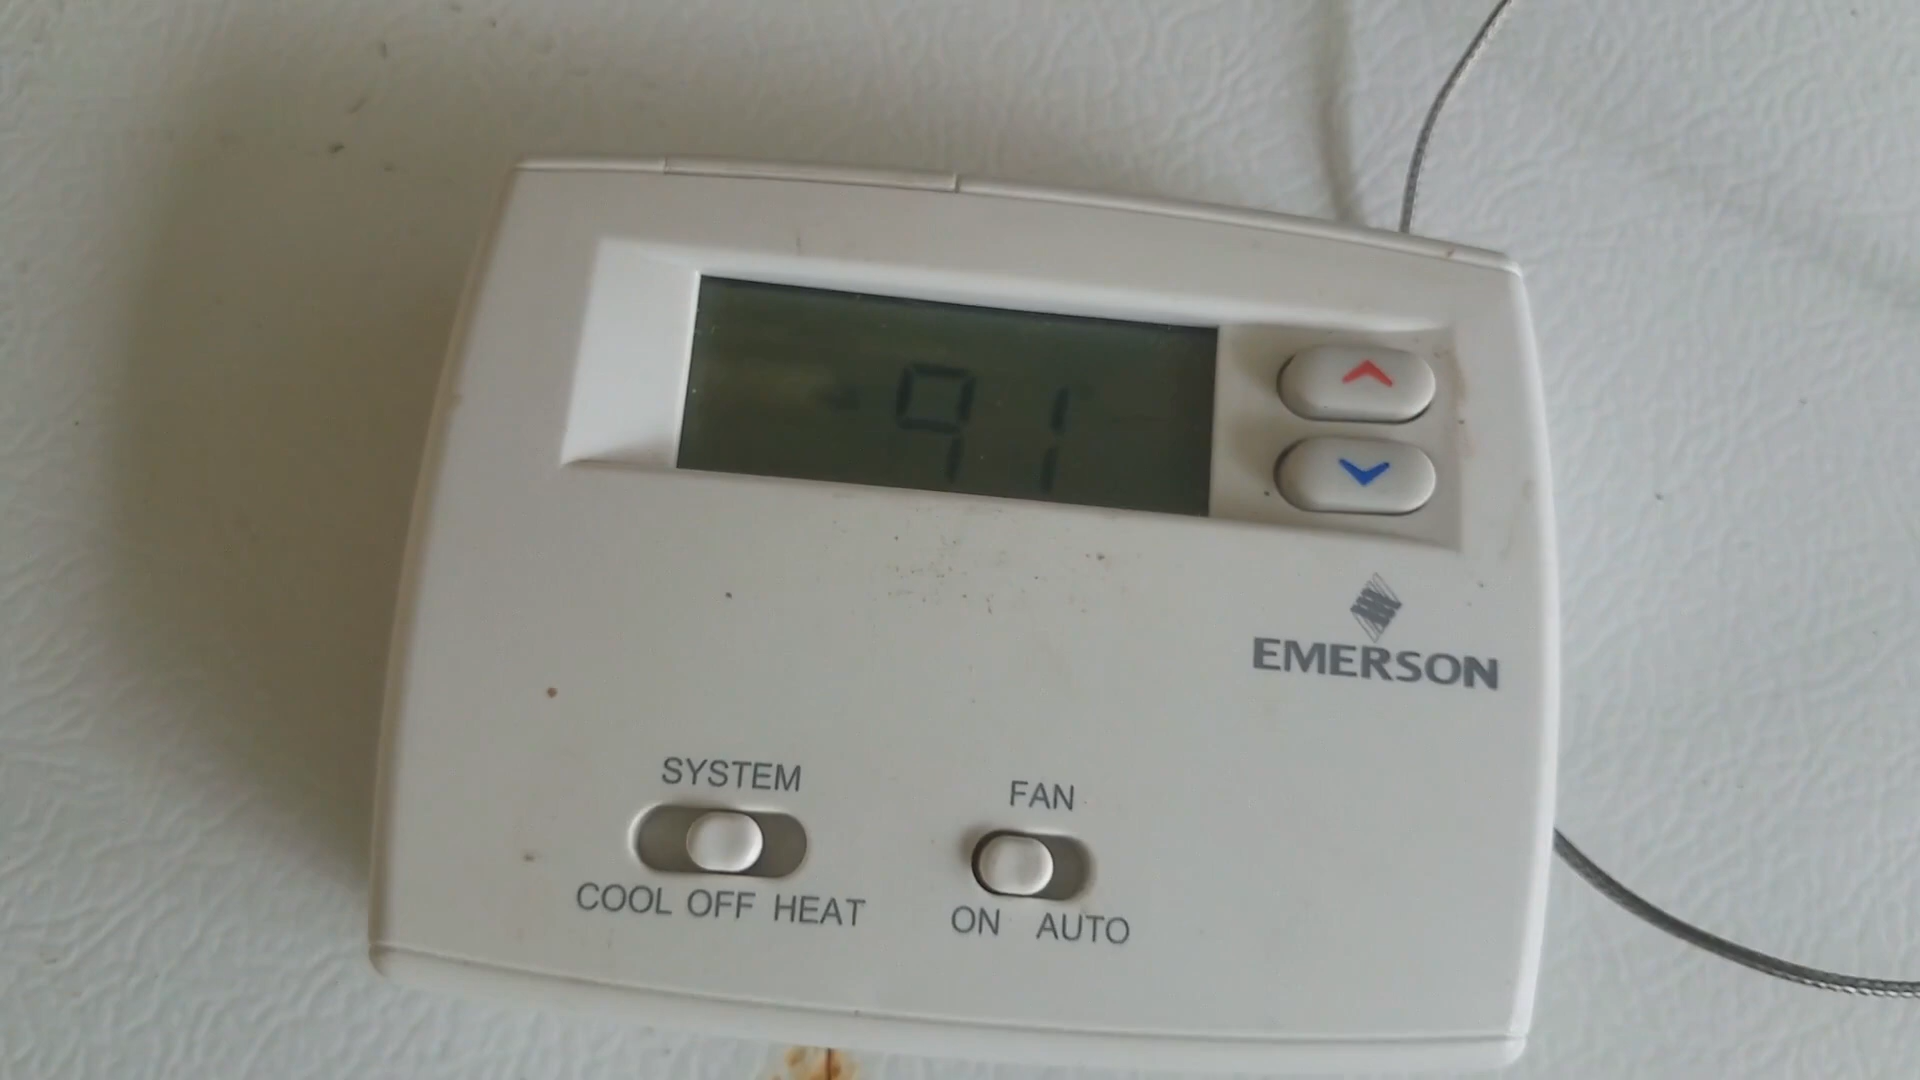 91
EMERSON
SYSTEM
FAN
COOL OFF HEAT
ON AUTO